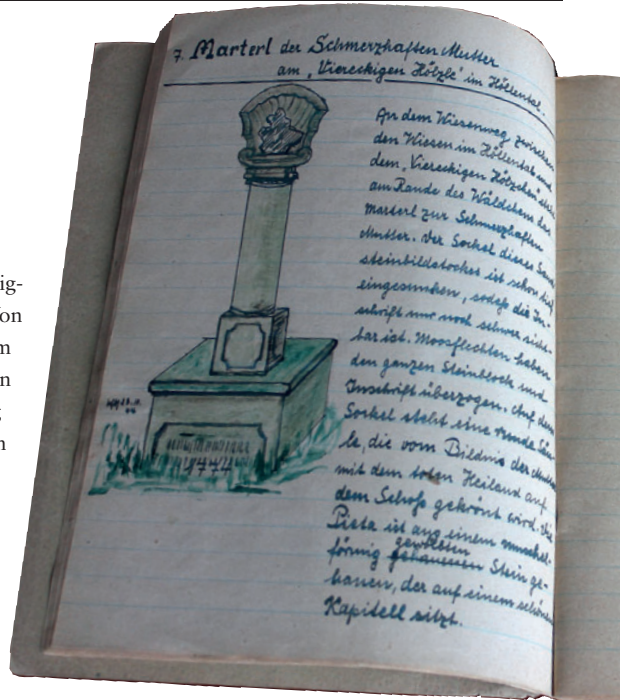 ig-
on
m
n
g
n
7. Marterl der Schmerzhaften Mutter
am „Viereckigen Hölzle" im Höllental.
An dem Wiesenweg zwischen
den Wiesen im Höllental und
dem „Viereckigen Hölzchen" steht
am Rande des Wäldchens das
Marterl zur Schmerzhaften
Mutter. Der Sockel dieses Sand
steinbildstockes ist schon tief
eingesunken, sodaß die In-
schrift nur noch schwer sicht-
bar ist. Moosflechten haben
den ganzen Steinblock und
Inschrift überzogen. Auf dem
Sockel steht eine runde Säu-
le, die vom Bildnis der Mutter
mit dem toten Heiland auf
dem Schoß gekrönt wird. Die
Pieta ist aus einem muschel-
gewölbten
förmig gehauenen Stein ge-
hauen, der auf einem schönen
Kapitell sitzt.